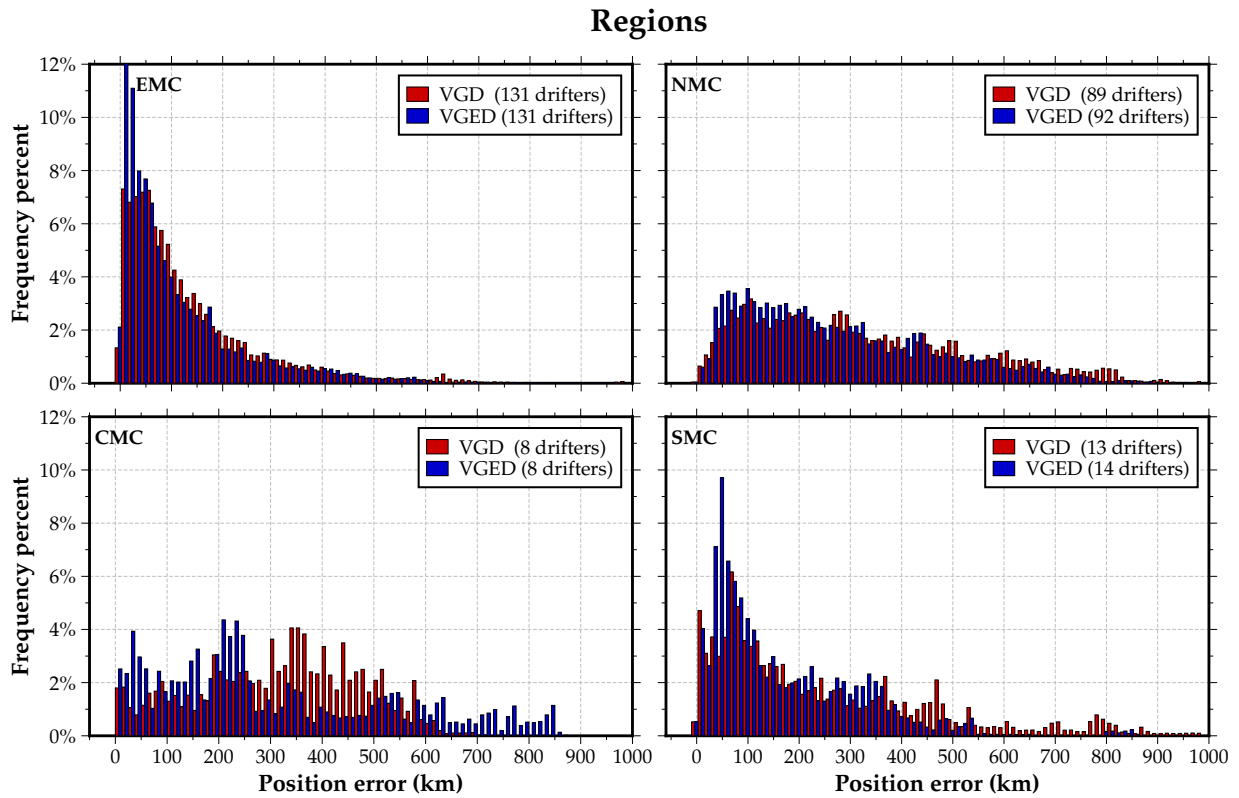 Regions
EMC
VGD (131 drifters)
VGED (131 drifters)
12%
10%
8%
6%
4%
2%
0%
Frequency percent
NMC
VGD (89 drifters)
VGED (92 drifters)
CMC
VGD (8 drifters)
VGED (8 drifters)
12%
10%
8%
6%
4%
2%
0%
Frequency percent
0 100 200 300 400 500 600 700 800 900 1000
Position error (km)
SMC
VGD (13 drifters)
VGED (14 drifters)
0 100 200 300 400 500 600 700 800 900 1000
Position error (km)